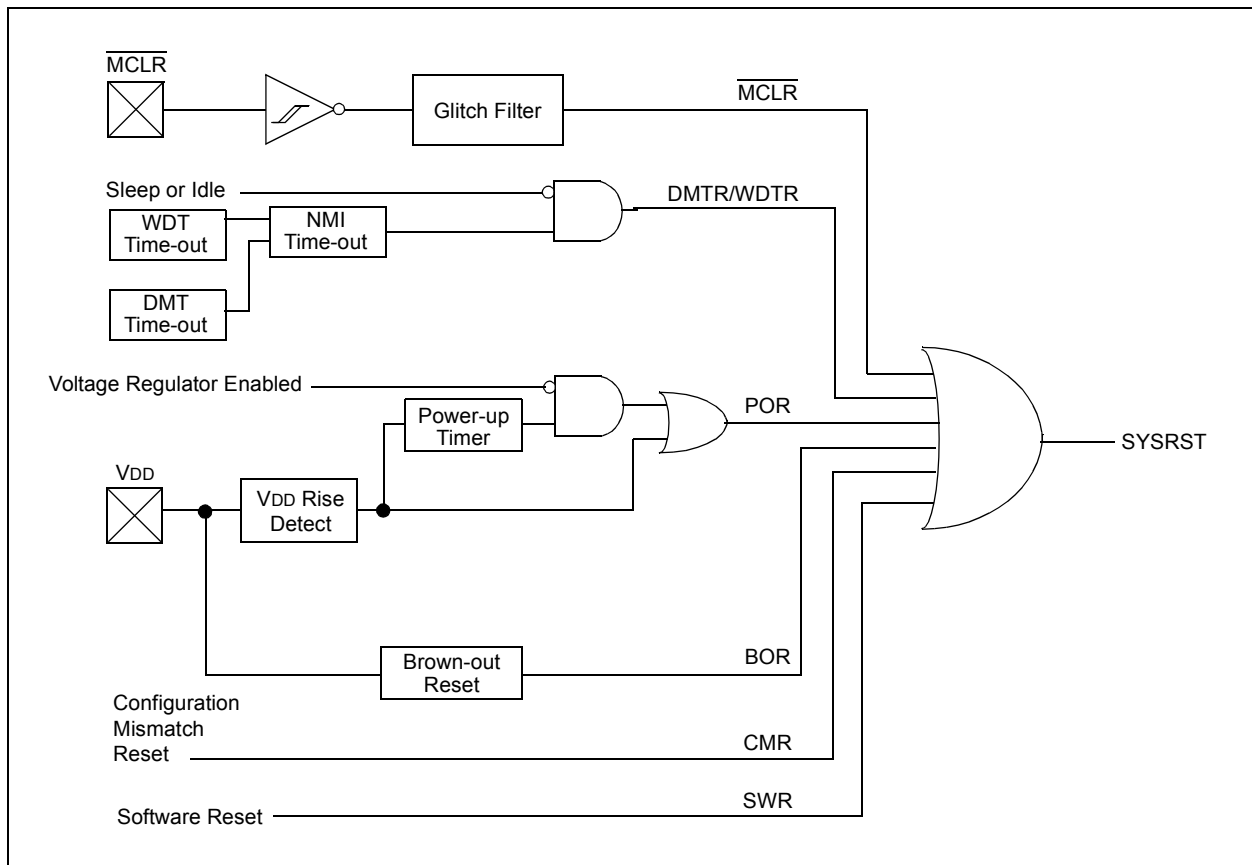 MCLR
Glitch Filter
MCLR
Sleep or Idle
DMTR/WDTR
WDT
Time-out
NMI
Time-out
DMT
Time-out
Voltage Regulator Enabled
Power-up
Timer
POR
SYSRST
VDD
VDD Rise
Detect
Brown-out
Reset
BOR
Configuration
Mismatch
Reset
CMR
SWR
Software Reset